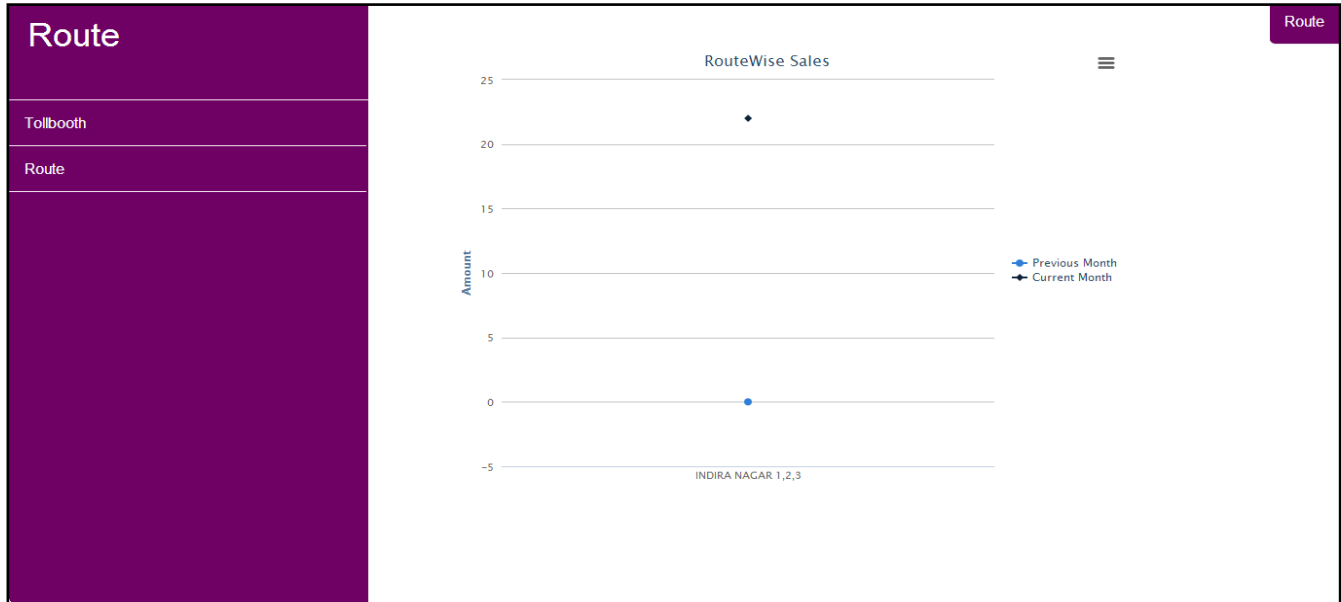 Route
Route
Tollbooth
Route
RouteWise Sales
25
20
15
10
5
0
−5
Amount
INDIRA NAGAR 1,2,3
Previous Month
Current Month